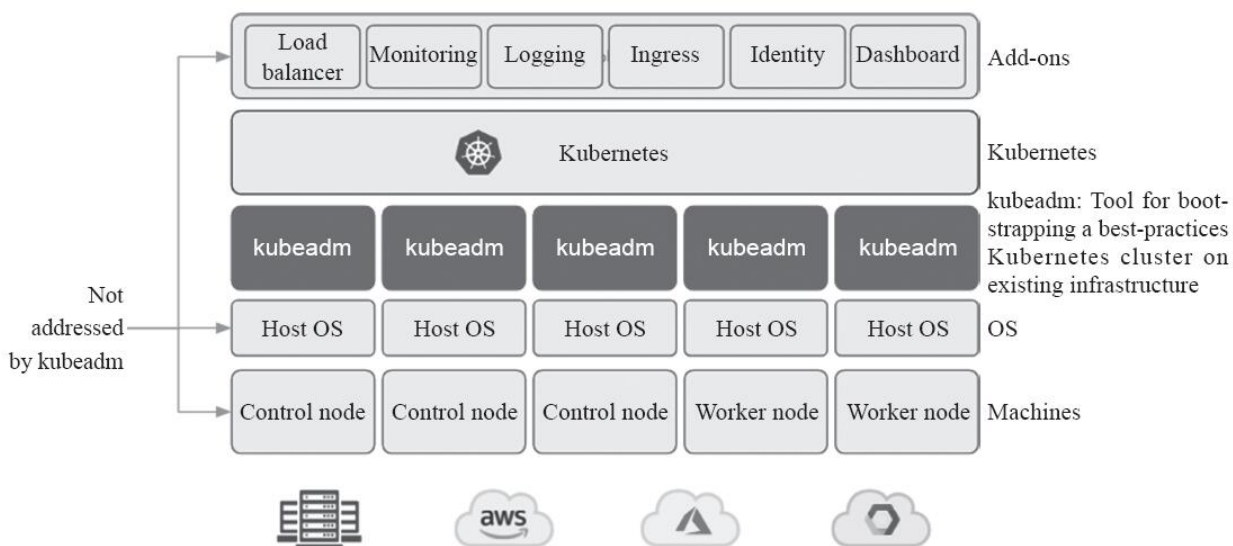 Load
balancer
Monitoring
Logging
Ingress
Identity
Dashboard
Add-ons
Kubernetes
Kubernetes
kubeadm: Tool for boot-
strapping a best-practices
Kubernetes cluster on
existing infrastructure
kubeadm
kubeadm
kubeadm
kubeadm
kubeadm
Not
addressed
by kubeadm
Host OS
Host OS
Host OS
Host OS
Host OS
OS
Control node
Control node
Control node
Worker node
Worker node
Machines
aws